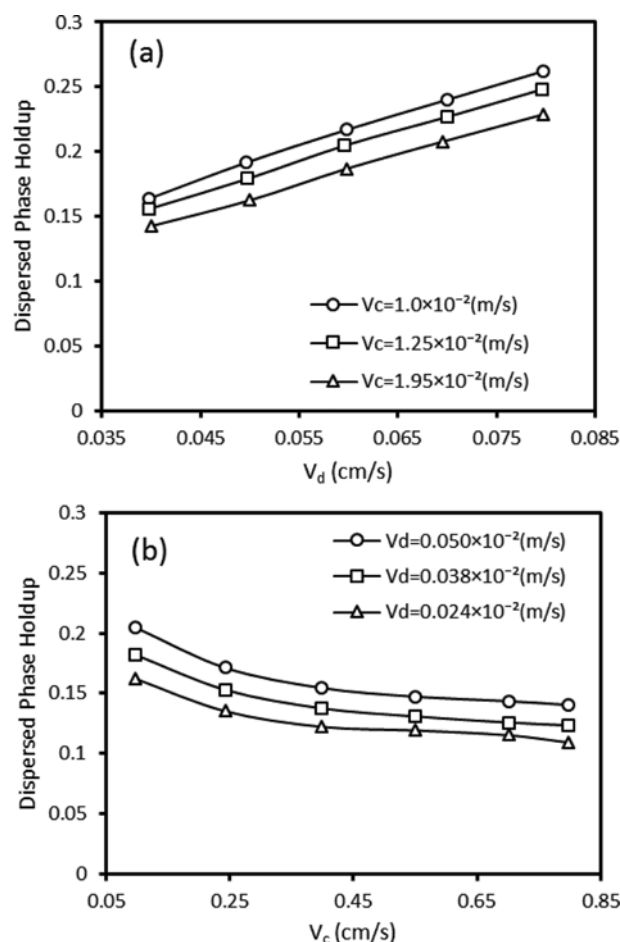 (a)
Dispersed Phase Holdup
0.3
0.25
0.2
0.15
0.1
0.05
0
Vc=1.0×10⁻²(m/s)
Vc=1.25×10⁻²(m/s)
Vc=1.95×10⁻²(m/s)
0.035 0.045 0.055 0.065 0.075 0.085
V_d (cm/s)
(b)
Dispersed Phase Holdup
0.3
0.25
0.2
0.15
0.1
0.05
0
Vd=0.050×10⁻²(m/s)
Vd=0.038×10⁻²(m/s)
Vd=0.024×10⁻²(m/s)
0.05 0.25 0.45 0.65 0.85
V_c (cm/s)